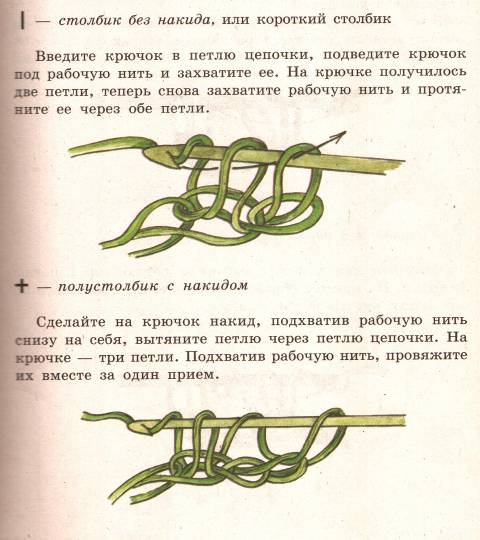 | — столбик без накида, или короткий столбик
Введите крючок в петлю цепочки, подведите крючок
под рабочую нить и захватите ее. На крючке получилось
две петли, теперь снова захватите рабочую нить и протя-
ните ее через обе петли.
+ — полустолбик с накидом
Сделайте на крючок накид, подхватив рабочую нить
снизу на себя, вытяните петлю через петлю цепочки. На
крючке — три петли. Подхватив рабочую нить, провяжите
их вместе за один прием.